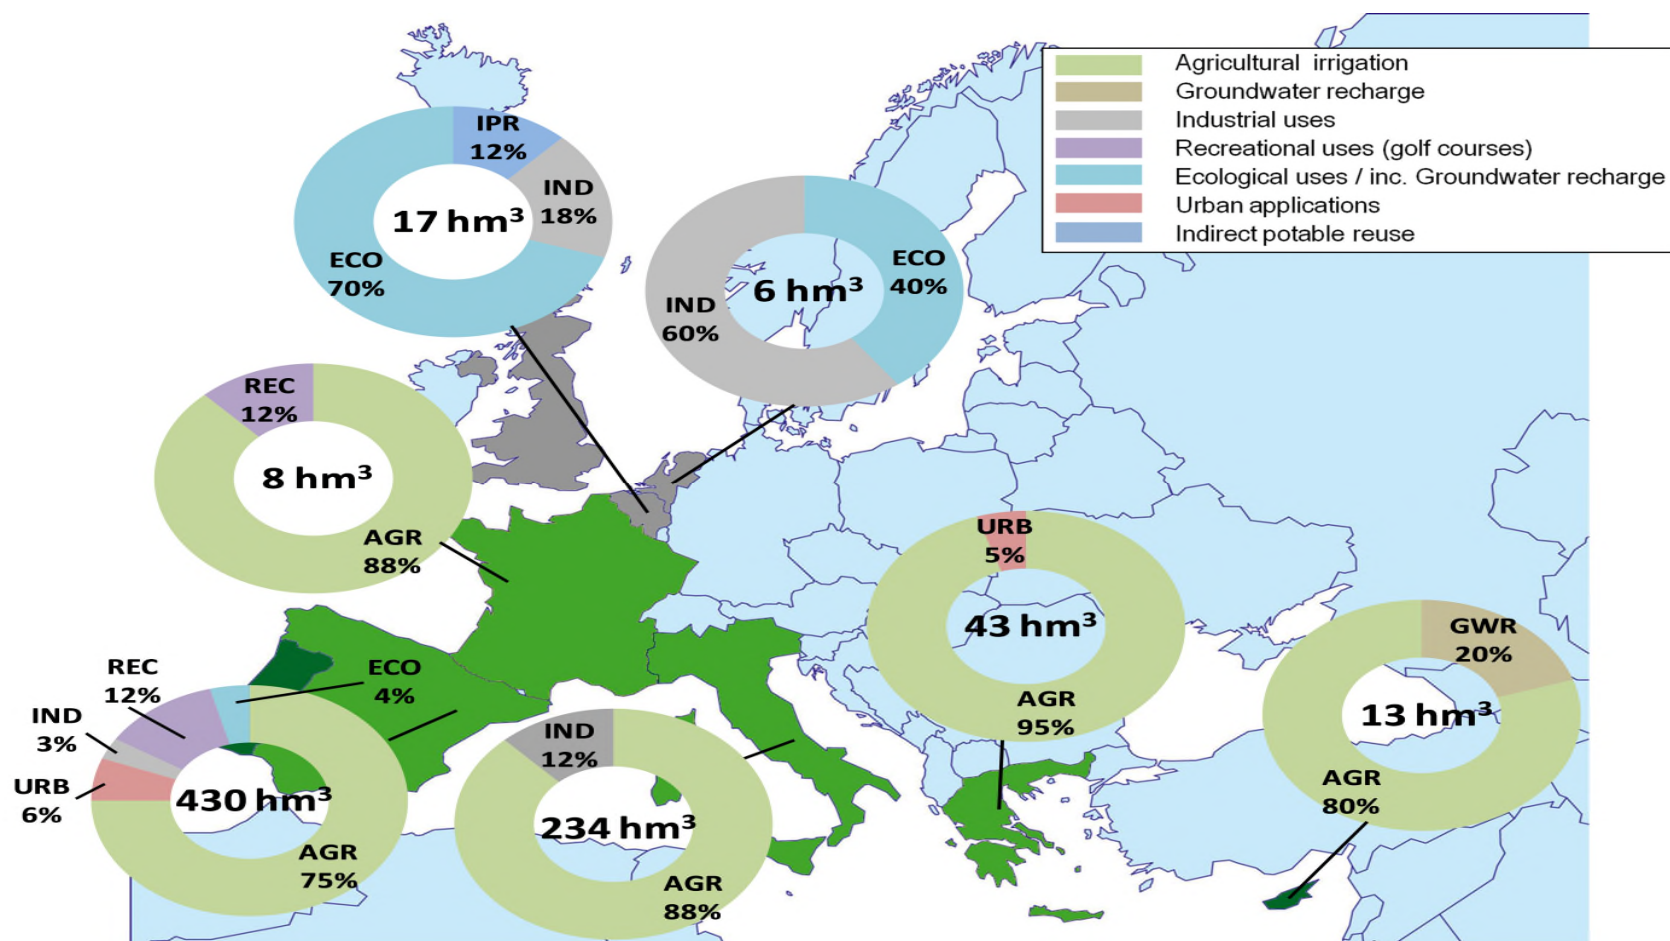 Agricultural irrigation
Groundwater recharge
Industrial uses
Recreational uses (golf courses)
Ecological uses / inc. Groundwater recharge
Urban applications
Indirect potable reuse
IPR
12%
IND
18%
17 hm³
ECO
70%
ECO
40%
6 hm³
IND
60%
REC
12%
8 hm³
AGR
88%
URB
5%
43 hm³
AGR
95%
GWR
20%
13 hm³
AGR
80%
REC
12%
ECO
4%
IND
3%
URB
6%
430 hm³
AGR
75%
IND
12%
234 hm³
AGR
88%